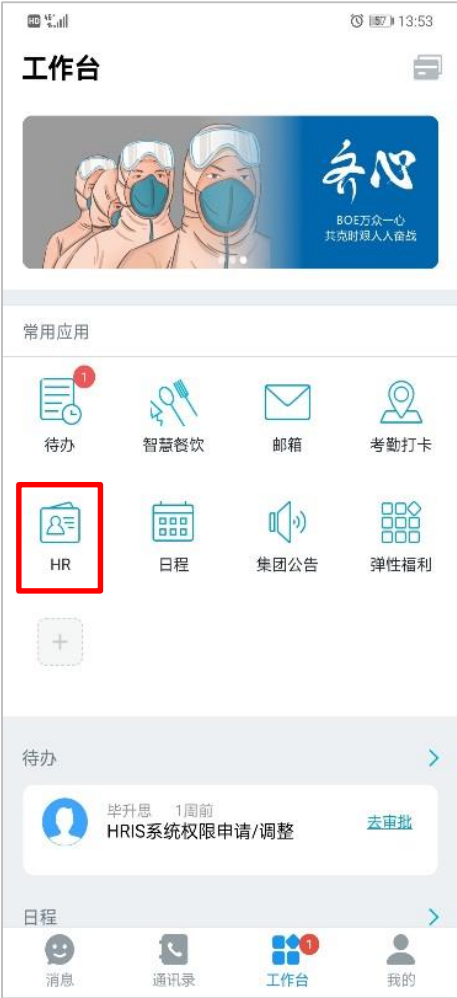 HD 57 13:53
工作台
齐心
BOE万众一心
共克时艰人人奋战
常用应用
1
待办 智慧餐饮 邮箱 考勤打卡
HR 日程 集团公告 弹性福利
待办
毕升思 1周前
HRIS系统权限申请/调整 去审批
日程
1
消息 通讯录 工作台 我的